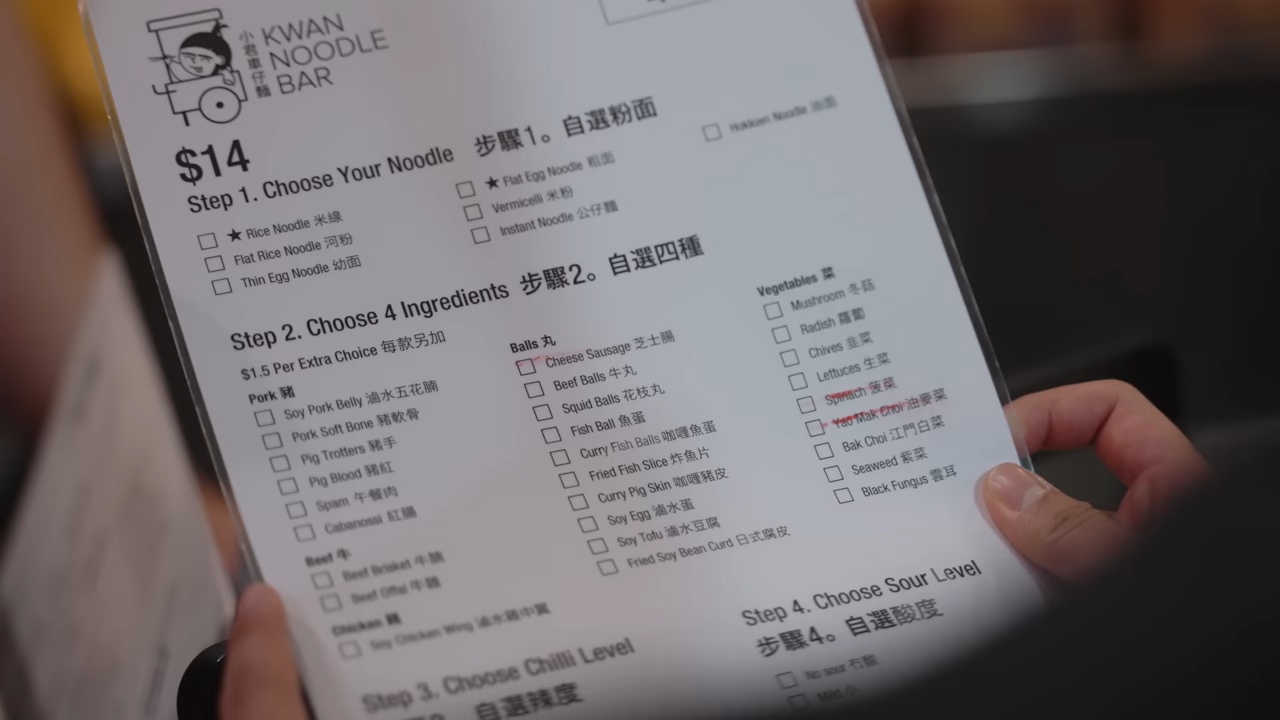 小君車仔麵
KWAN
NOODLE
BAR
$14
Step 1. Choose Your Noodle 步驟1。自選粉面
★ Rice Noodle 米線
Flat Rice Noodle 河粉
Thin Egg Noodle 幼面
★ Flat Egg Noodle 粗面
Vermicelli 米粉
Instant Noodle 公仔麵
Hokkien Noodle 油面
Step 2. Choose 4 Ingredients 步驟2。自選四種
$1.5 Per Extra Choice 每款另加
Pork 豬
Soy Pork Belly 滷水五花腩
Pork Soft Bone 豬軟骨
Pig Trotters 豬手
Pig Blood 豬紅
Spam 午餐肉
Cabanossi 紅腸
Beef 牛
Beef Brisket 牛腩
Beef Offal 牛雜
Chicken 雞
Soy Chicken Wing 滷水雞中翼
Balls 丸
Cheese Sausage 芝士腸
Beef Balls 牛丸
Squid Balls 花枝丸
Fish Ball 魚蛋
Curry Fish Balls 咖喱魚蛋
Fried Fish Slice 炸魚片
Curry Pig Skin 咖喱豬皮
Soy Egg 滷水蛋
Soy Tofu 滷水豆腐
Fried Soy Bean Curd 日式腐皮
Vegetables 菜
Mushroom 冬菇
Radish 蘿蔔
Chives 韭菜
Lettuces 生菜
Spinach 菠菜
Yao Mak Choi 油麥菜
Bak Choi 江門白菜
Seaweed 紫菜
Black Fungus 雲耳
Step 3. Choose Chilli Level
自選辣度
Step 4. Choose Sour Level
步驟4。自選酸度
No sour 冇酸
Mild 小